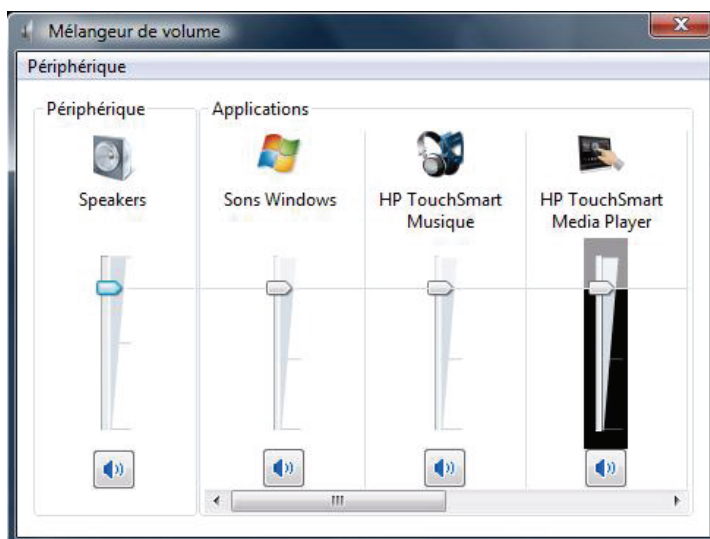 Mélangeur de volume
Périphérique
Périphérique
Applications
Speakers
Sons Windows
HP TouchSmart
Musique
HP TouchSmart
Media Player